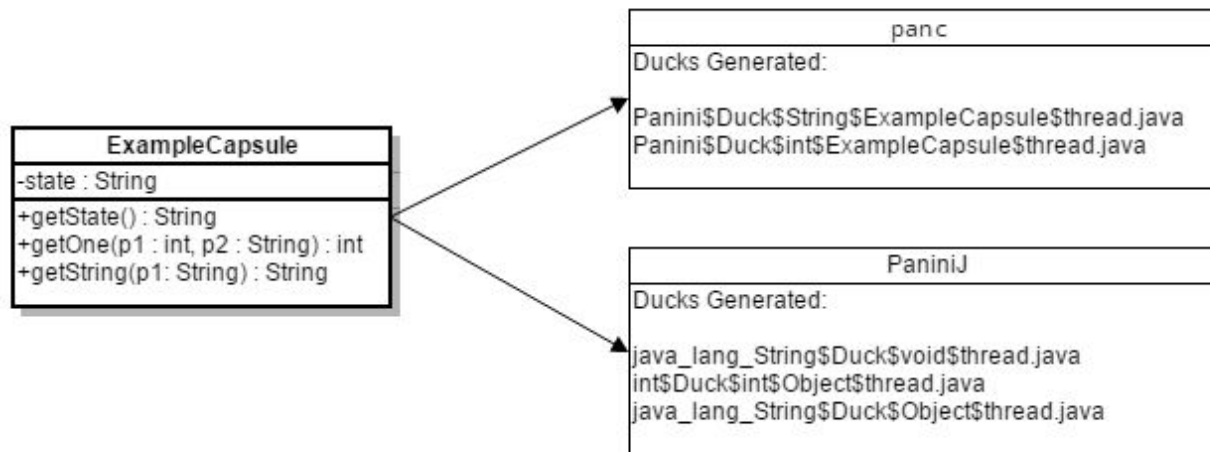 ExampleCapsule
-state : String
+getState() : String
+getOne(p1 : int, p2 : String) : int
+getString(p1: String) : String
panc
Ducks Generated:
Panini$Duck$String$ExampleCapsule$thread.java
Panini$Duck$int$ExampleCapsule$thread.java
PaniniJ
Ducks Generated:
java_lang_String$Duck$void$thread.java
int$Duck$int$Object$thread.java
java_lang_String$Duck$Object$thread.java